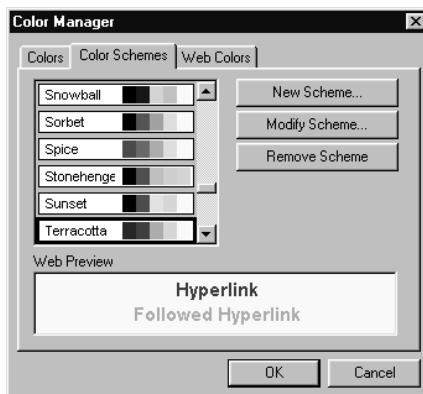 Color Manager
Colors Color Schemes Web Colors
Snowball
Sorbet
Spice
Stonehenge
Sunset
Terracotta
New Scheme...
Modify Scheme...
Remove Scheme
Web Preview
Hyperlink
Followed Hyperlink
OK Cancel